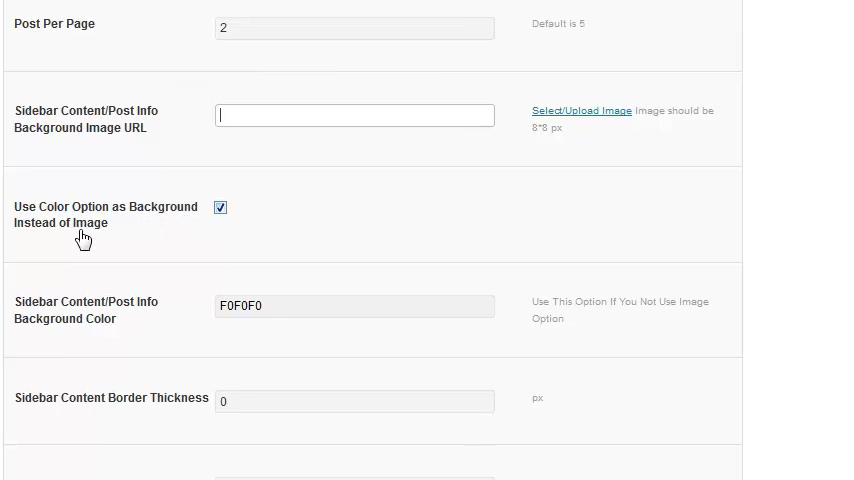 Post Per Page
2
Default is 5
Sidebar Content/Post Info
Background Image URL
Select/Upload Image Image should be
8*8 px
Use Color Option as Background
Instead of Image
Sidebar Content/Post Info
Background Color
F0F0F0
Use This Option If You Not Use Image
Option
Sidebar Content Border Thickness
0
px